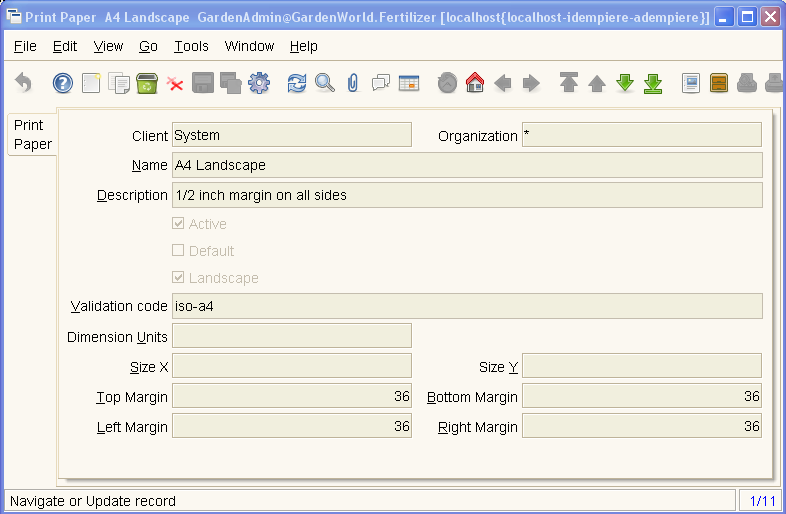 Print Paper A4 Landscape GardenAdmin@GardenWorld.Fertilizer [localhost{localhost-idempiere-adempiere}]
File Edit View Go Tools Window Help
Print Paper
Client System Organization *
Name A4 Landscape
Description 1/2 inch margin on all sides
Active
Default
Landscape
Validation code iso-a4
Dimension Units
Size X Size Y
Top Margin 36 Bottom Margin 36
Left Margin 36 Right Margin 36
Navigate or Update record 1/11